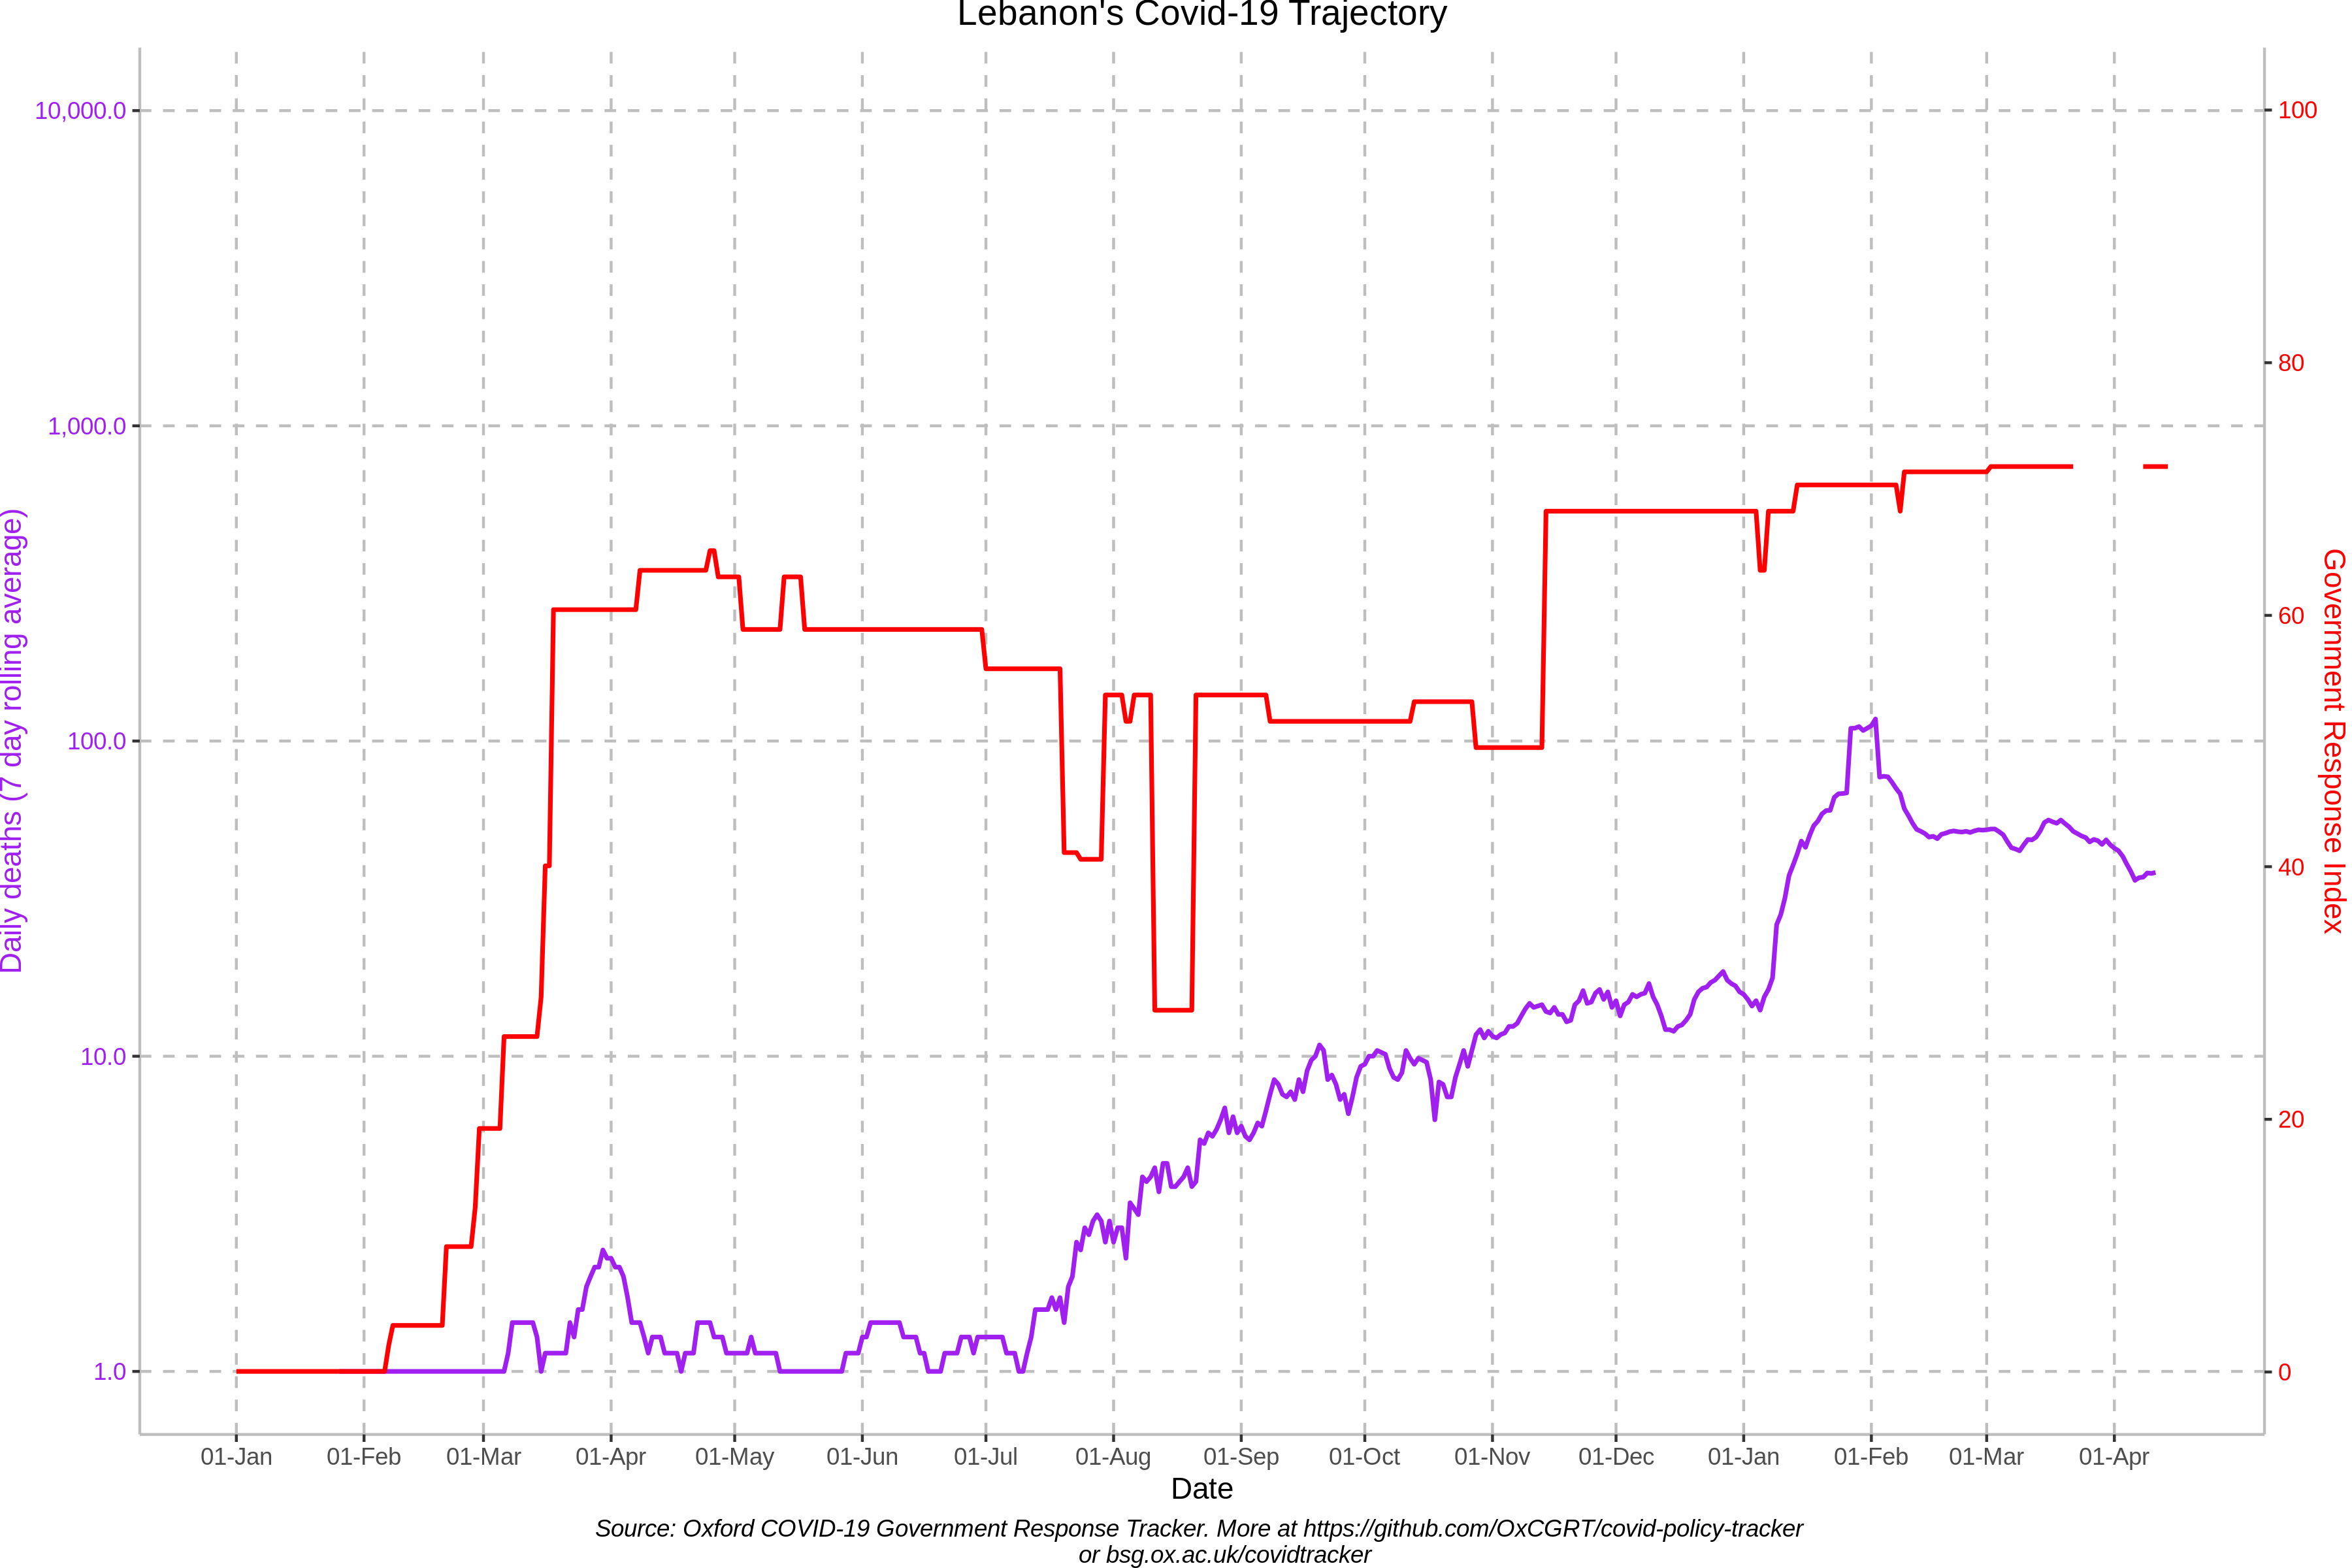 Lebanon's Covid-19 Trajectory
10,000.0
1,000.0
100.0
10.0
1.0
Daily deaths (7 day rolling average)
100
80
60
40
20
0
Government Response Index
01-Jan 01-Feb 01-Mar 01-Apr 01-May 01-Jun 01-Jul 01-Aug 01-Sep 01-Oct 01-Nov 01-Dec 01-Jan 01-Feb 01-Mar 01-Apr
Date
Source: Oxford COVID-19 Government Response Tracker. More at https://github.com/OxCGRT/covid-policy-tracker
or bsg.ox.ac.uk/covidtracker